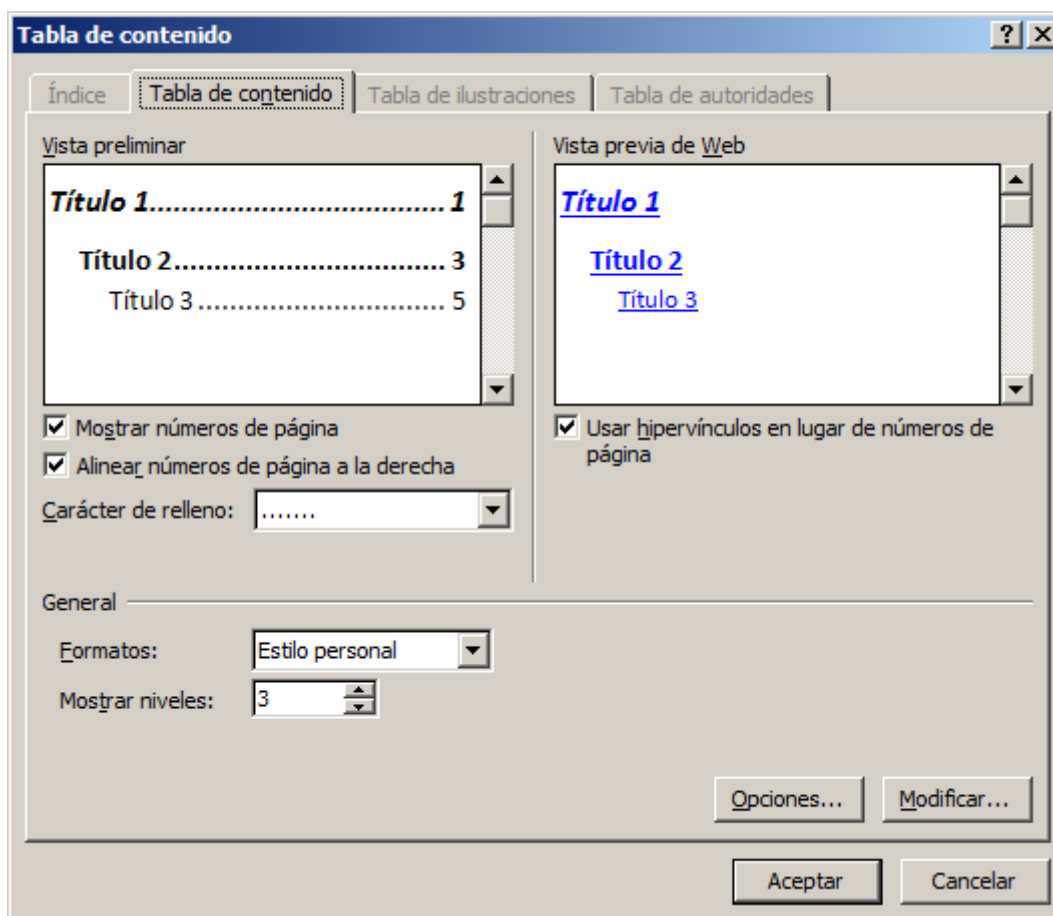 Tabla de contenido
Índice
Tabla de contenido
Tabla de ilustraciones
Tabla de autoridades
Vista preliminar
Título 1..................................... 1
Título 2.................................. 3
Título 3............................... 5
Mostrar números de página
Alinear números de página a la derecha
Carácter de relleno:
.......
Vista previa de Web
Título 1
Título 2
Título 3
Usar hipervínculos en lugar de números de
página
General
Formatos:
Estilo personal
Mostrar niveles:
3
Opciones...
Modificar...
Aceptar
Cancelar